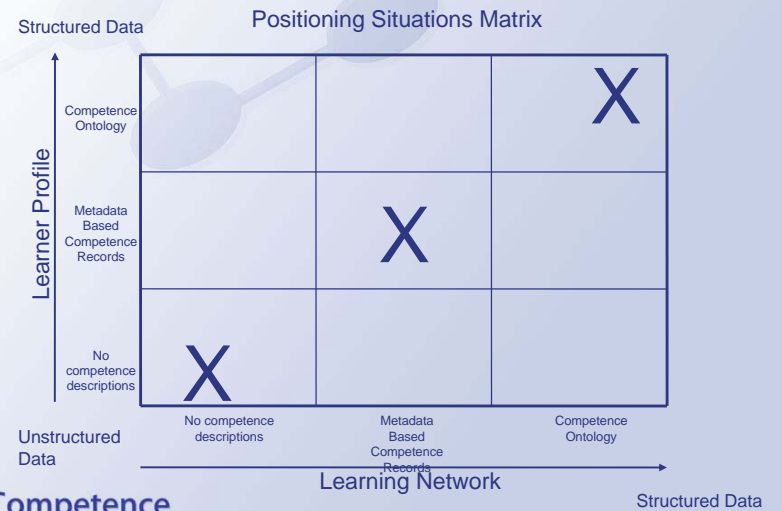 Positioning Situations Matrix
Structured Data
Learner Profile
Competence
Ontology
X
Metadata
Based
Competence
Records
X
No
competence
descriptions
X
Unstructured
Data
No competence
descriptions
Metadata
Based
Competence
Records
Competence
Ontology
Learning Network
Structured Data
Competence